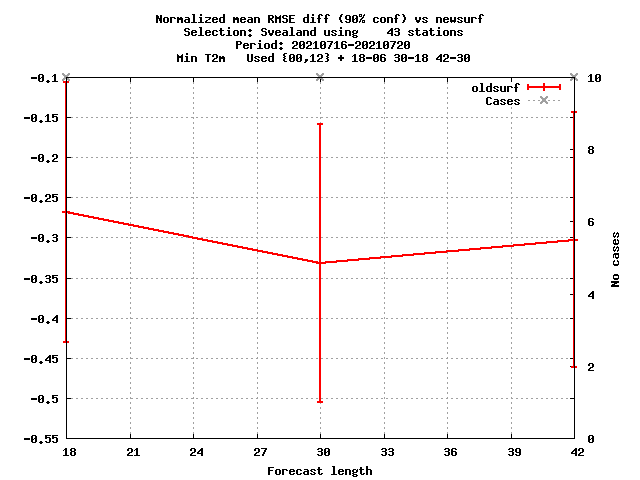 Normalized mean RMSE diff (90% conf) vs newsurf
Selection: Svealand using    43 stations
Period: 20210716-20210720
Min T2m   Used {00,12} + 18-06 30-18 42-30
oldsurf
Cases
-0.1
-0.15
-0.2
-0.25
-0.3
-0.35
-0.4
-0.45
-0.5
-0.55
10
8
6
4
2
0
No cases
18 21 24 27 30 33 36 39 42
Forecast length